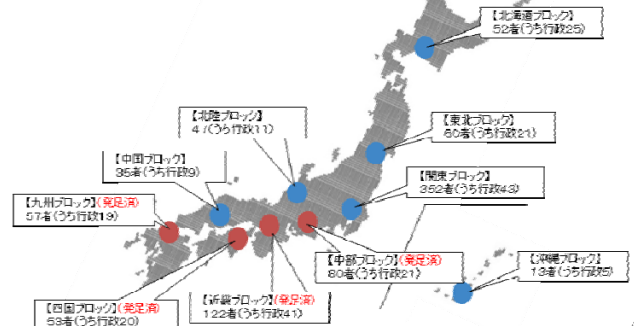 【北海道ブロック】
52者(うち行政25)
【北陸ブロック】
47(うち行政11)
【東北ブロック】
60者(うち行政21)
【中国ブロック】
35者(うち行政9)
【関東ブロック】
352者(うち行政43)
【九州ブロック】(発足済)
57者(うち行政19)
【中部ブロック】(発足済)
80者(うち行政21)
【沖縄ブロック】
13者(うち行政5)
【近畿ブロック】(発足済)
122者(うち行政41)
【四国ブロック】(発足済)
53者(うち行政20)